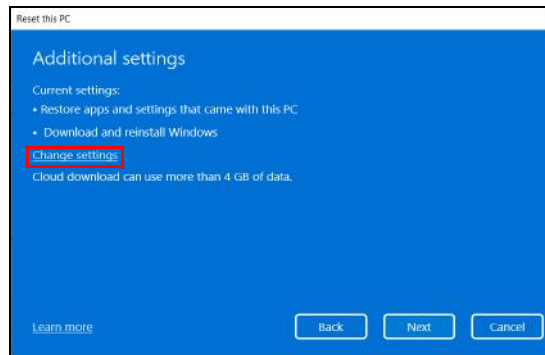 Reset this PC
Additional settings
Current settings:
• Restore apps and settings that came with this PC
• Download and reinstall Windows
Change settings
Cloud download can use more than 4 GB of data.
Learn more
Back
Next
Cancel